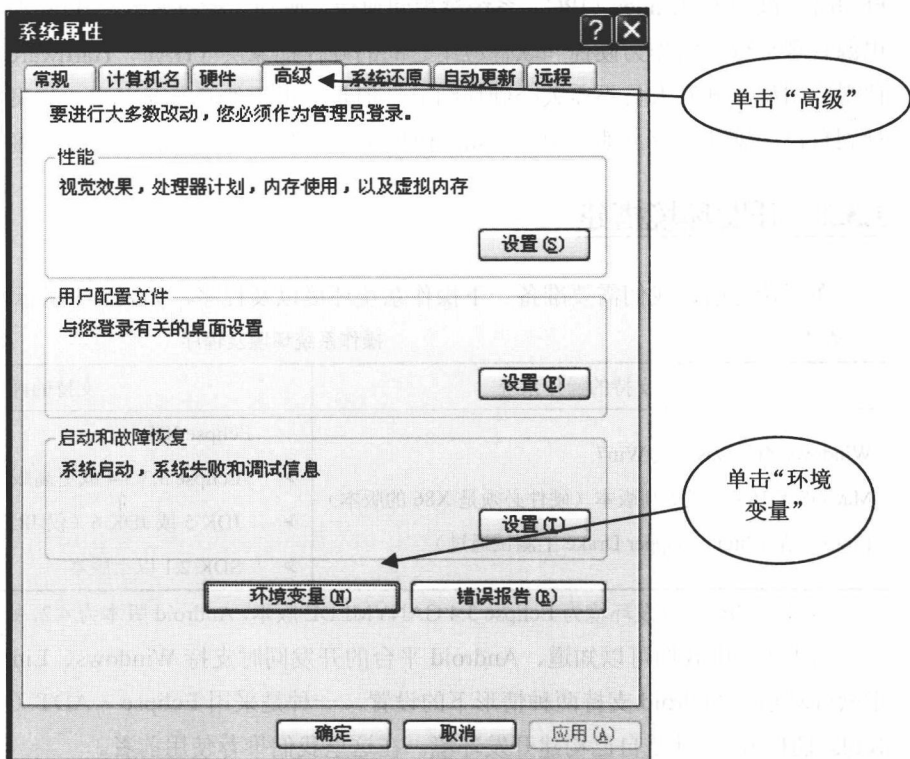 系统属性
常规 计算机名 硬件 高级 系统还原 自动更新 远程
单击“高级”
要进行大多数改动，您必须作为管理员登录。
性能
视觉效果，处理器计划，内存使用，以及虚拟内存
设置(S)
用户配置文件
与您登录有关的桌面设置
设置(E)
启动和故障恢复
系统启动，系统失败和调试信息
单击“环境
变量”
设置(T)
环境变量(N) 错误报告(R)
确定 取消 应用(A)